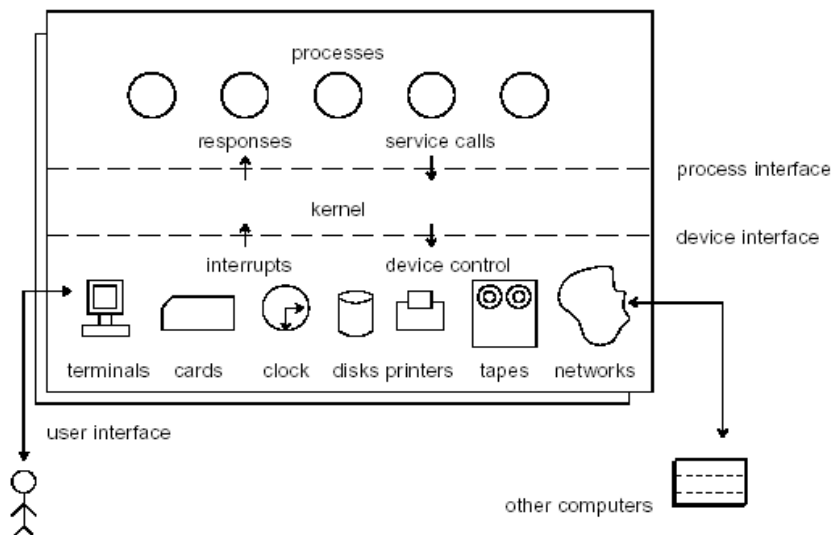 processes
responses service calls
process interface
kernel
device interface
interrupts device control
terminals cards clock disks printers tapes networks
user interface
other computers